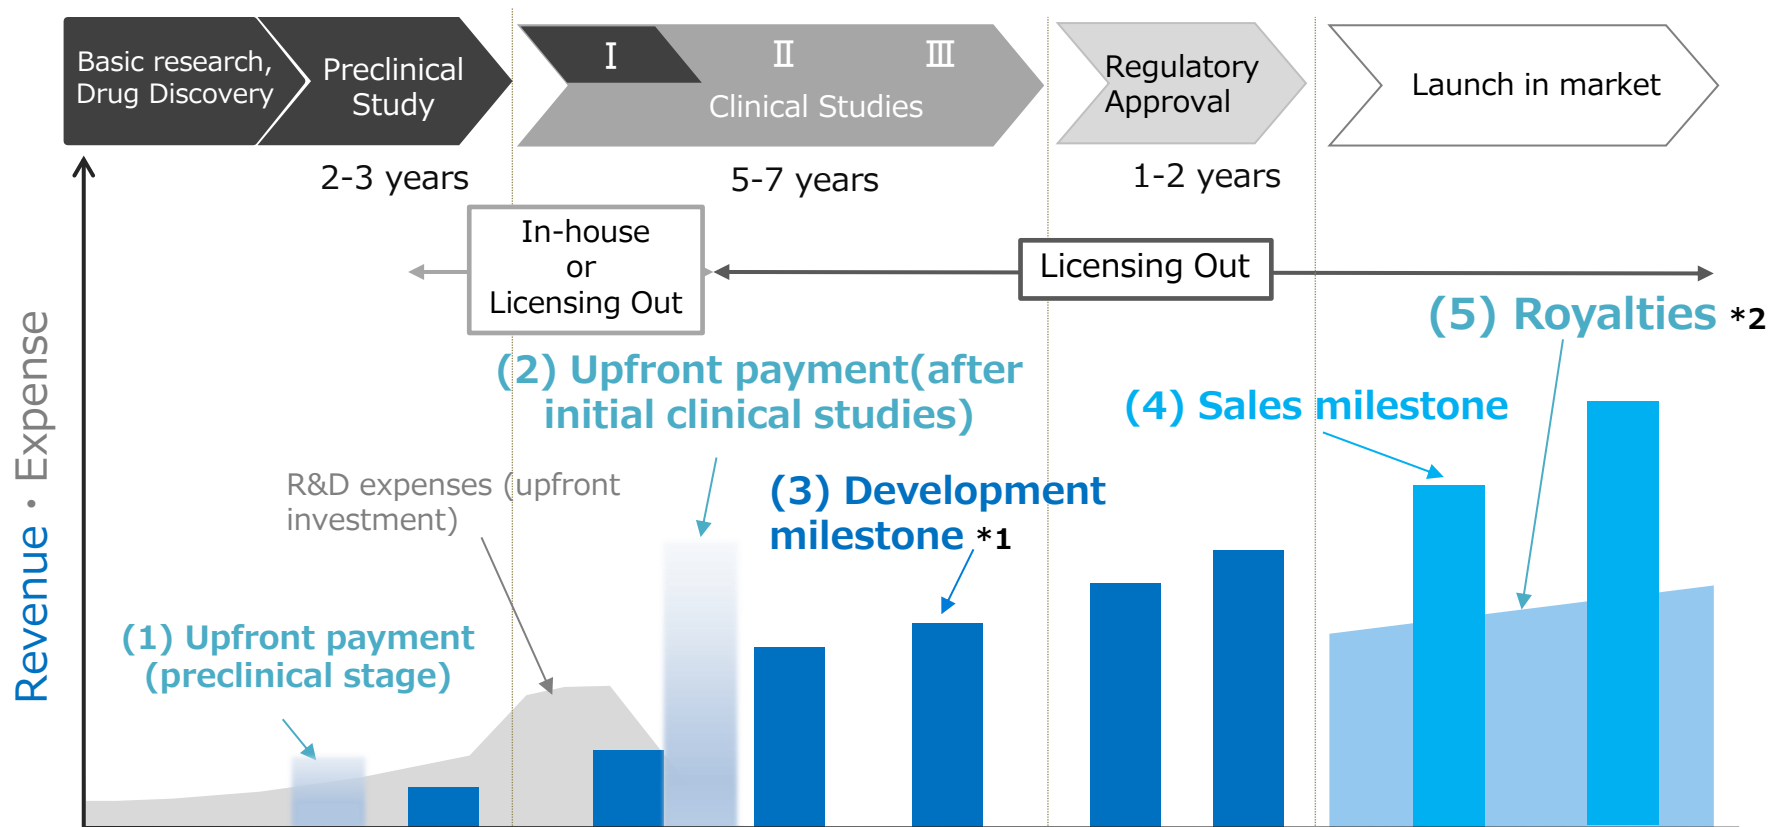 Basic research,
Drug Discovery
Preclinical
Study
Ⅰ
Ⅱ
Ⅲ
Clinical Studies
Regulatory
Approval
Launch in market
2-3 years
5-7 years
1-2 years
In-house
or
Licensing Out
Licensing Out
(5) Royalties *2
(2) Upfront payment(after
initial clinical studies)
(4) Sales milestone
R&D expenses (upfront
investment)
(3) Development
milestone *1
(1) Upfront payment
(preclinical stage)
Revenue・Expense